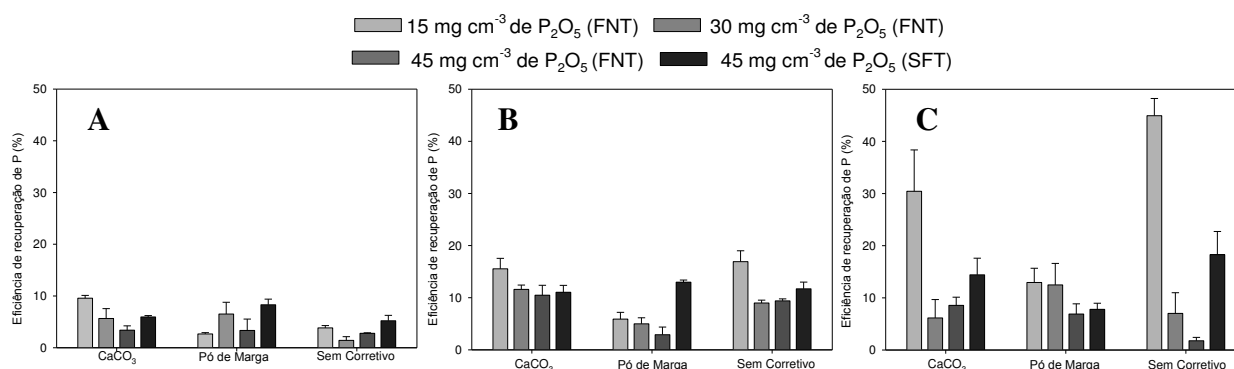 15 mg cm⁻³ de P₂O₅ (FNT) 30 mg cm⁻³ de P₂O₅ (FNT)
45 mg cm⁻³ de P₂O₅ (FNT) 45 mg cm⁻³ de P₂O₅ (SFT)
A
Eficiência de recuperação de P (%)
50
40
30
20
10
0
CaCO₃ Pó de Marga Sem Corretivo
B
Eficiência de recuperação de P (%)
50
40
30
20
10
0
CaCO₃ Pó de Marga Sem Corretivo
C
Eficiência de recuperação de P (%)
50
40
30
20
10
0
CaCO₃ Pó de Marga Sem Corretivo